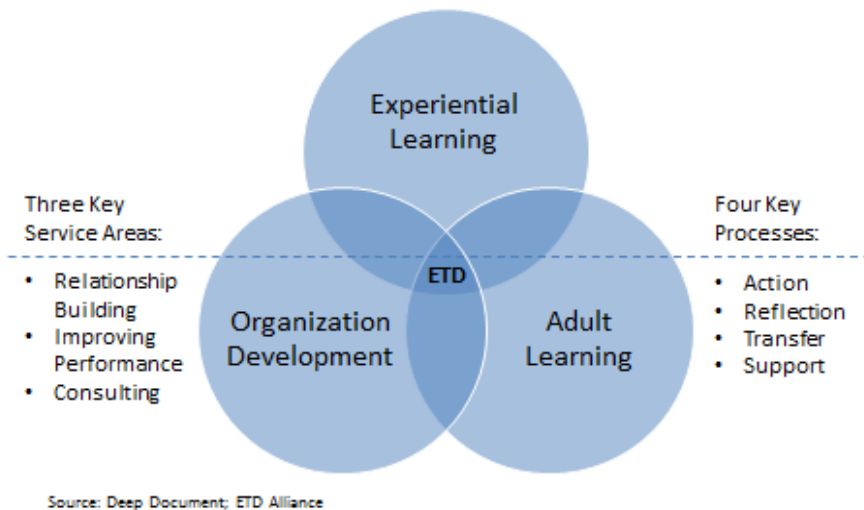 Experiential
Learning
Three Key
Service Areas:
Four Key
Processes:
ETD
• Relationship
Building
• Improving
Performance
• Consulting
Organization
Development
Adult
Learning
• Action
• Reflection
• Transfer
• Support
Source: Deep Document; ETD Alliance